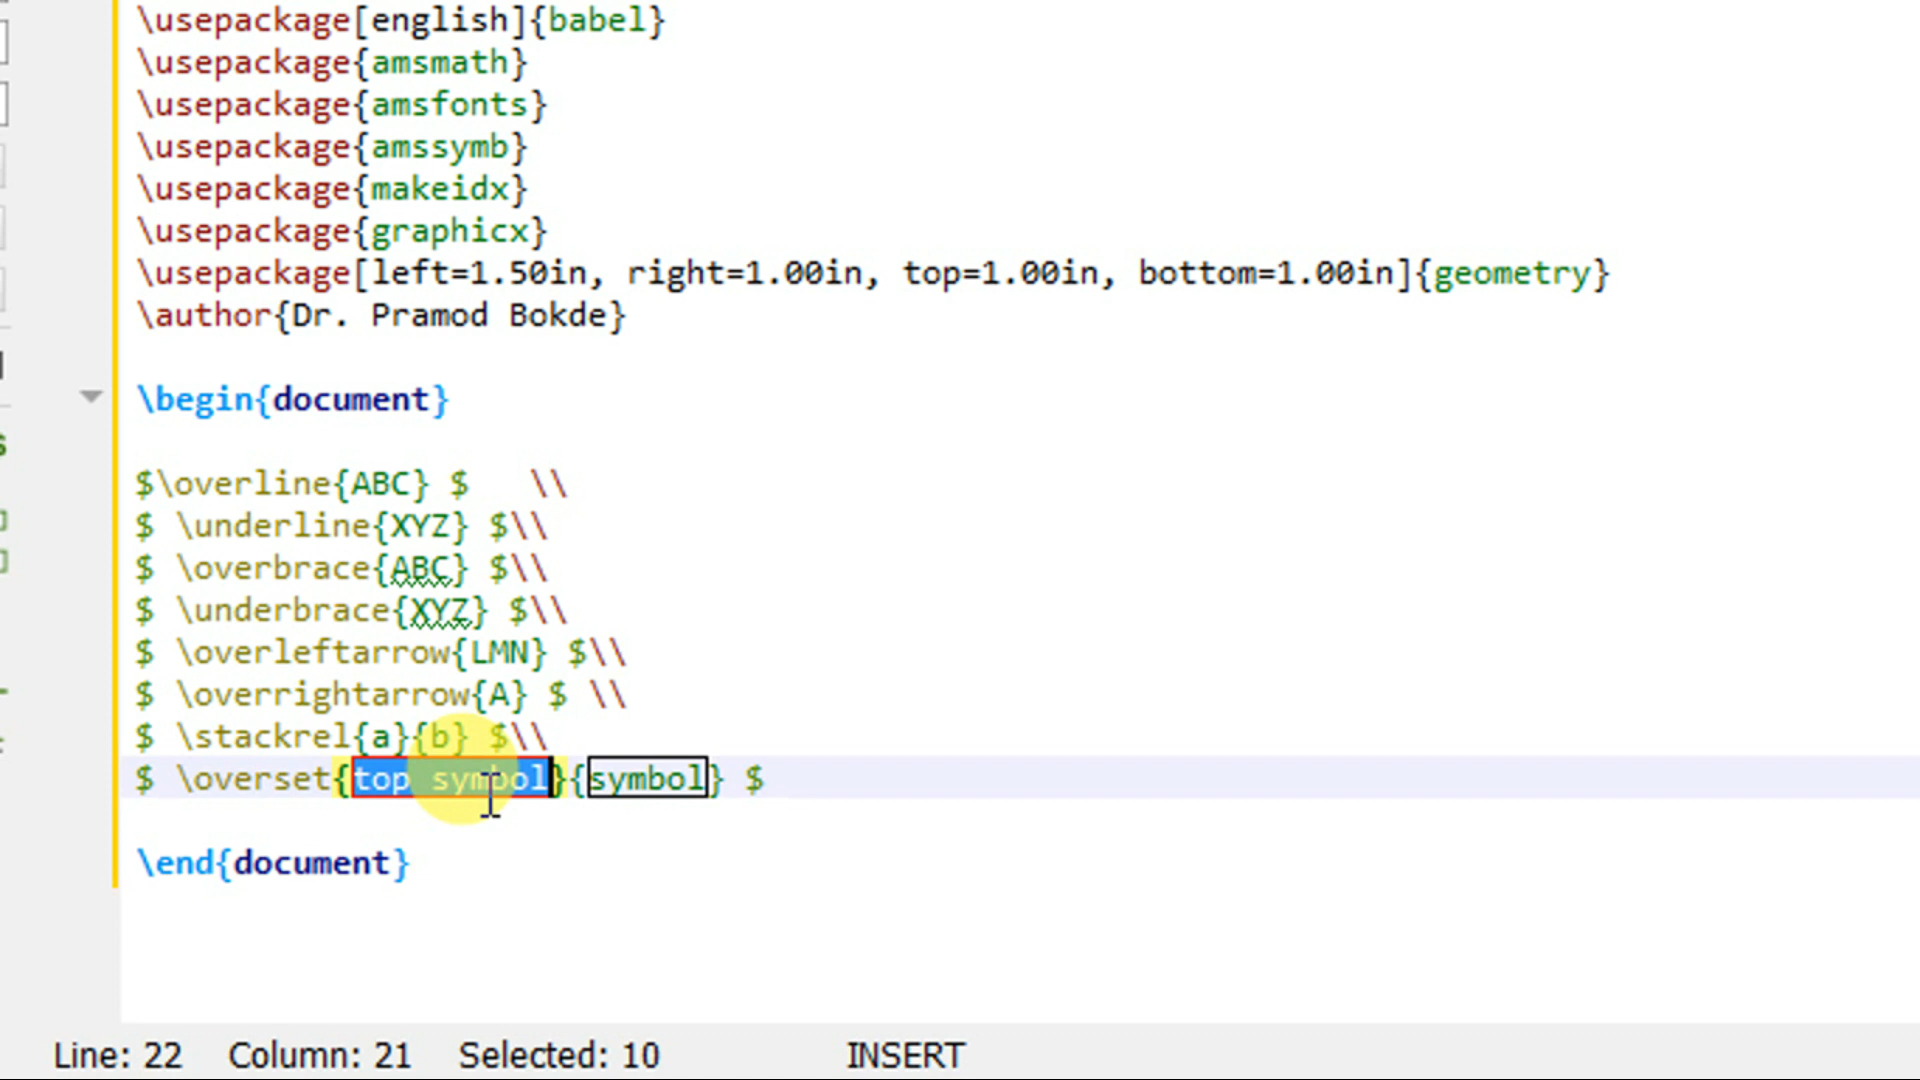 \usepackage[english]{babel}
\usepackage{amsmath}
\usepackage{amsfonts}
\usepackage{amssymb}
\usepackage{makeidx}
\usepackage{graphicx}
\usepackage[left=1.50in, right=1.00in, top=1.00in, bottom=1.00in]{geometry}
\author{Dr. Pramod Bokde}
\begin{document}
$\overline{ABC} $   \\
$ \underline{XYZ} $\\
$ \overbrace{ABC} $\\
$ \underbrace{XYZ} $\\
$ \overleftarrow{LMN} $\\
$ \overrightarrow{A} $ \\
$ \stackrel{a}{b} $\\
$ \overset{top symbol}{symbol} $
\end{document}
Line: 22 Column: 21 Selected: 10 INSERT